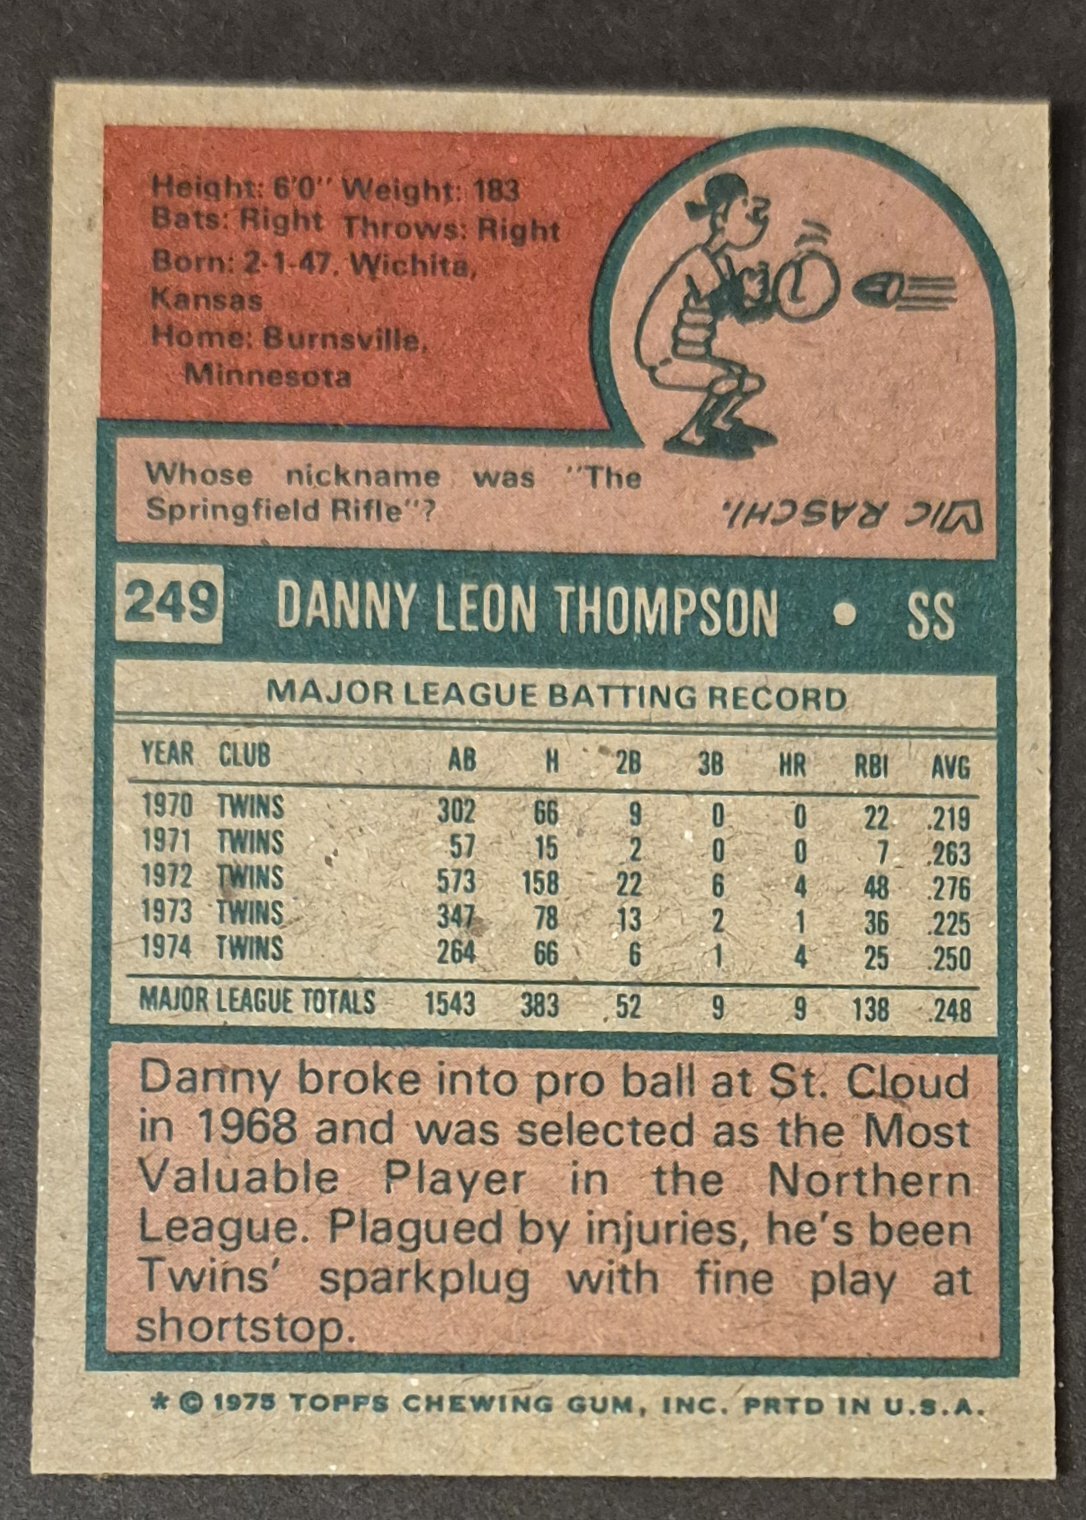 Height: 6'0" Weight: 183
Bats: Right Throws: Right
Born: 2-1-47, Wichita,
Kansas
Home: Burnsville,
Minnesota
Whose nickname was "The
Springfield Rifle"?
VIC RASCHI.
249 DANNY LEON THOMPSON • SS
MAJOR LEAGUE BATTING RECORD
YEAR CLUB AB H 2B 3B HR RBI AVG
1970 TWINS 302 66 9 0 0 22 .219
1971 TWINS 57 15 2 0 0 7 .263
1972 TWINS 573 158 22 6 4 48 .276
1973 TWINS 347 78 13 2 1 36 .225
1974 TWINS 264 66 6 1 4 25 .250
MAJOR LEAGUE TOTALS 1543 383 52 9 9 138 .248
Danny broke into pro ball at St. Cloud
in 1968 and was selected as the Most
Valuable Player in the Northern
League. Plagued by injuries, he's been
Twins' sparkplug with fine play at
shortstop.
* © 1975 TOPPS CHEWING GUM, INC. PRTD IN U.S.A.